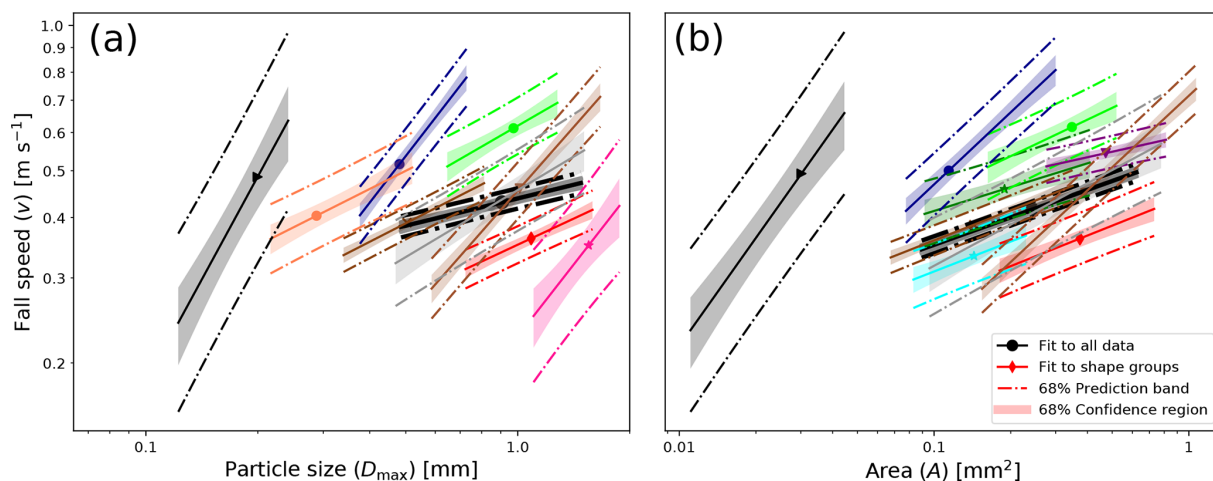 (a)
(b)
1.0
0.9
0.8
0.7
0.6
0.5
0.4
0.3
0.2
Fall speed (v) [m s⁻¹]
0.1
1.0
Particle size (D_max) [mm]
0.01
0.1
1
Area (A) [mm²]
Fit to all data
Fit to shape groups
68% Prediction band
68% Confidence region